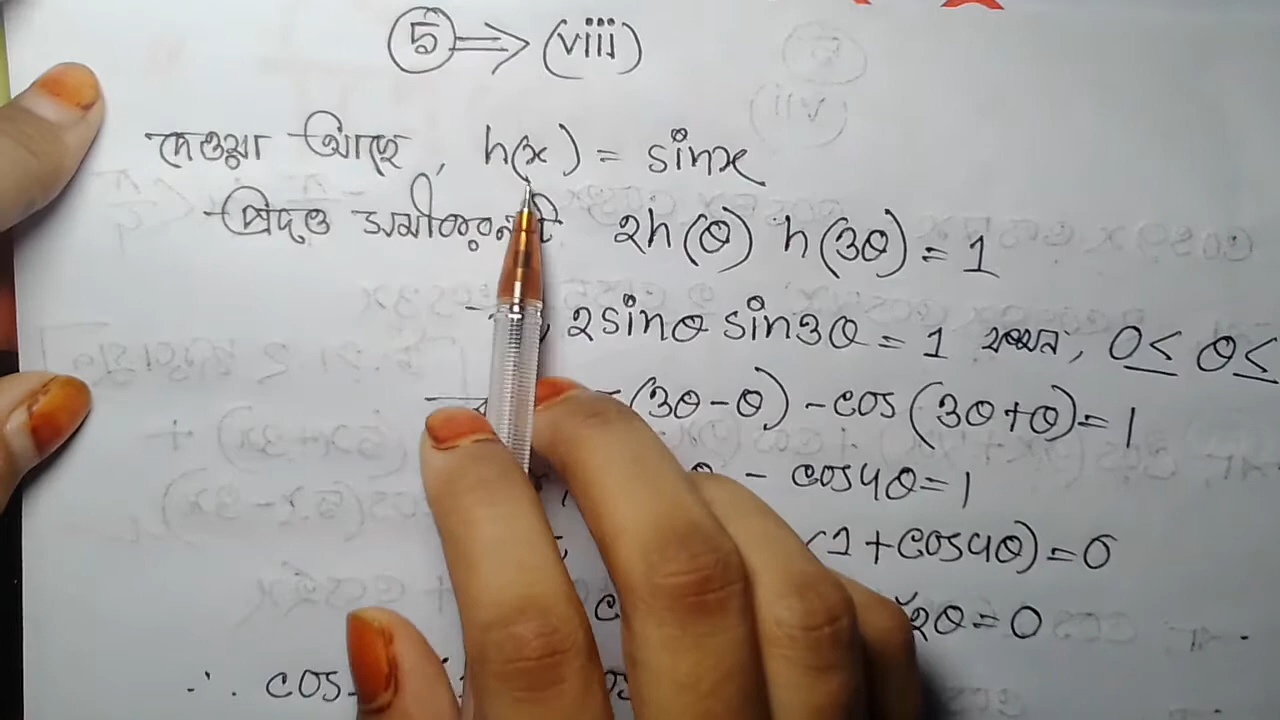 5 ⇒ (viii)
দেওয়া আছে, h(x) = sinx
প্রদত্ত সমীকরনটি 2h(θ) h(3θ) = 1
2sinθ sin3θ = 1 যখন, 0 ≤ θ ≤
(3θ-θ) - cos(3θ+θ) = 1
- cos4θ = 1
(1 + cos4θ) = 0
2θ = 0
∴ cos